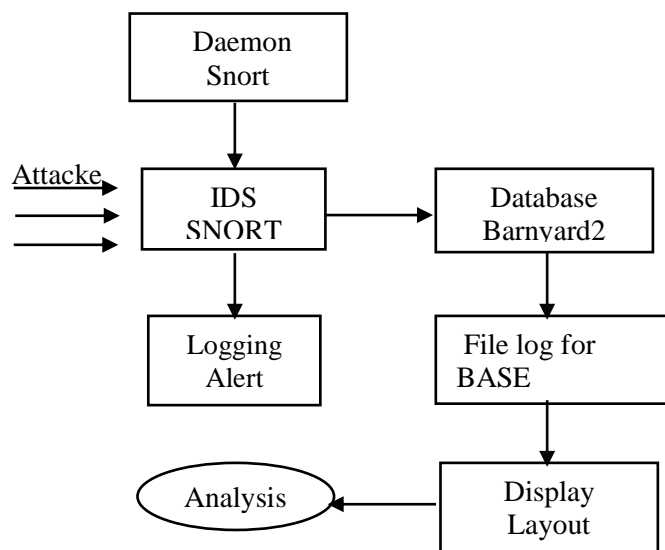 Daemon
Snort
Attacke
IDS
SNORT
Database
Barnyard2
Logging
Alert
File log for
BASE
Analysis
Display
Layout